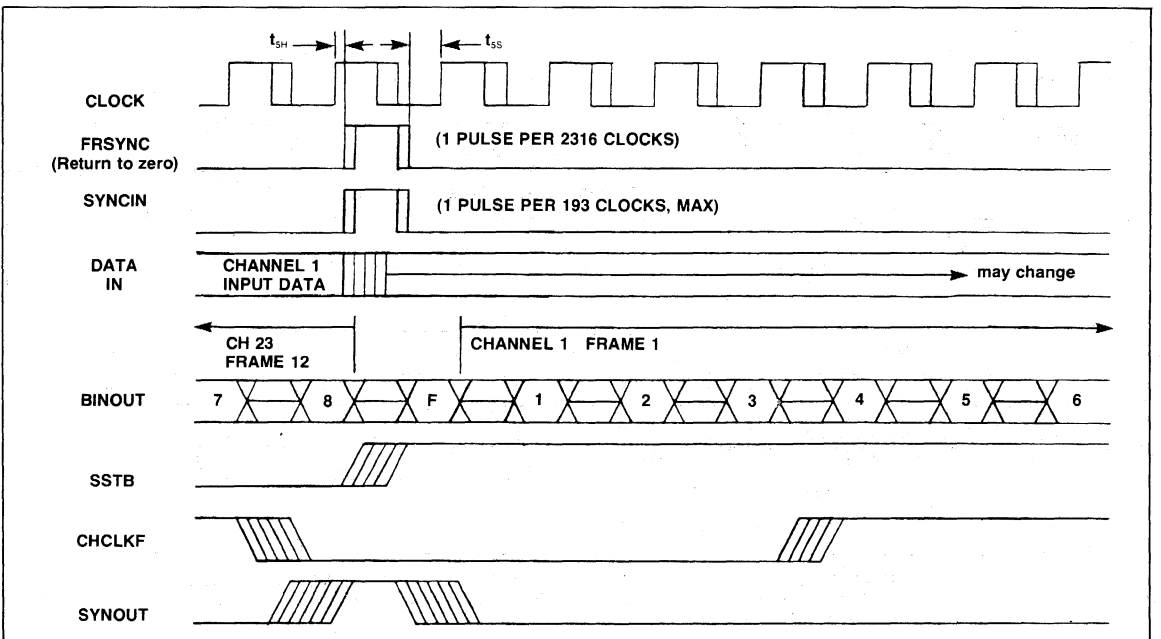 t5H t5S
CLOCK
FRSYNC (1 PULSE PER 2316 CLOCKS)
(Return to zero)
SYNCIN (1 PULSE PER 193 CLOCKS, MAX)
DATA IN
CHANNEL 1
INPUT DATA
may change
CH 23
FRAME 12
CHANNEL 1 FRAME 1
BINOUT 7 8 F 1 2 3 4 5 6
SSTB
CHCLKF
SYNOUT